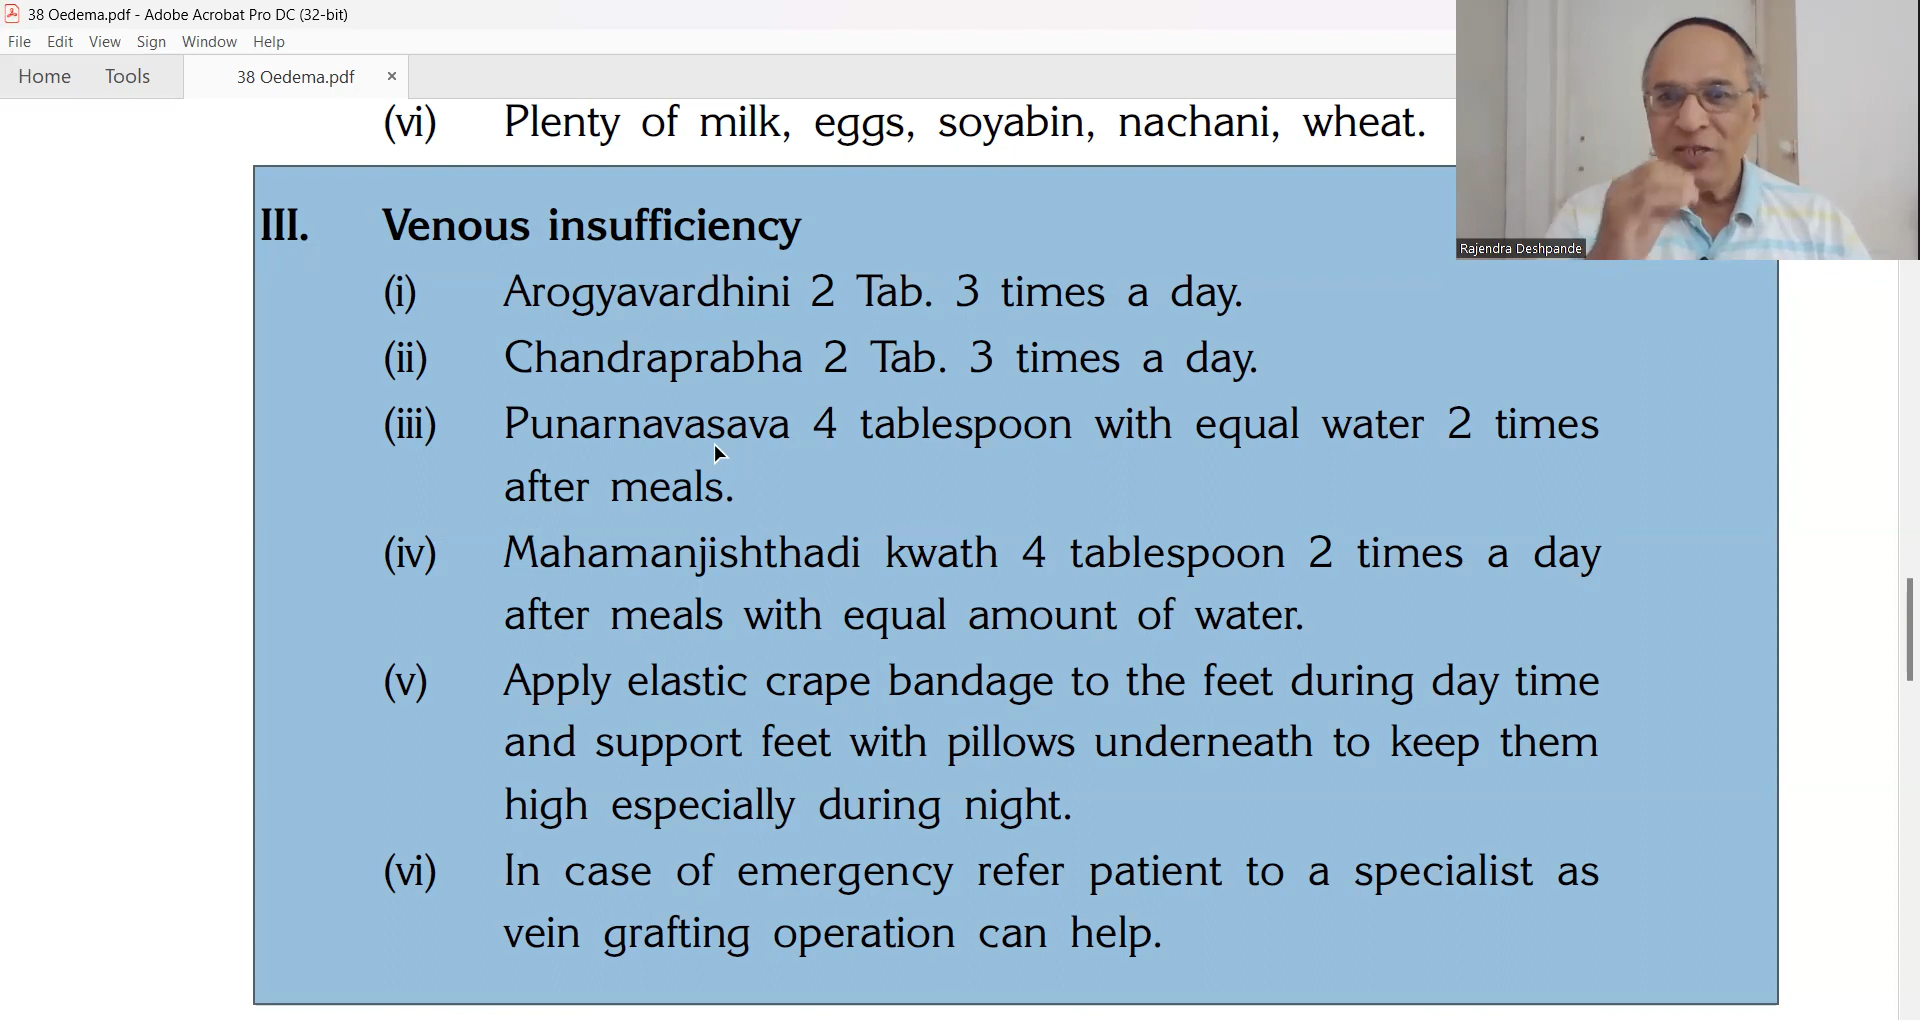 38 Oedema.pdf - Adobe Acrobat Pro DC (32-bit)
File Edit View Sign Window Help
Home Tools 38 Oedema.pdf ×
(vi) Plenty of milk, eggs, soyabin, nachani, wheat.
III. Venous insufficiency
Rajendra Deshpande
(i) Arogyavardhini 2 Tab. 3 times a day.
(ii) Chandraprabha 2 Tab. 3 times a day.
(iii) Punarnavasava 4 tablespoon with equal water 2 times
after meals.
(iv) Mahamanjishthadi kwath 4 tablespoon 2 times a day
after meals with equal amount of water.
(v) Apply elastic crape bandage to the feet during day time
and support feet with pillows underneath to keep them
high especially during night.
(vi) In case of emergency refer patient to a specialist as
vein grafting operation can help.